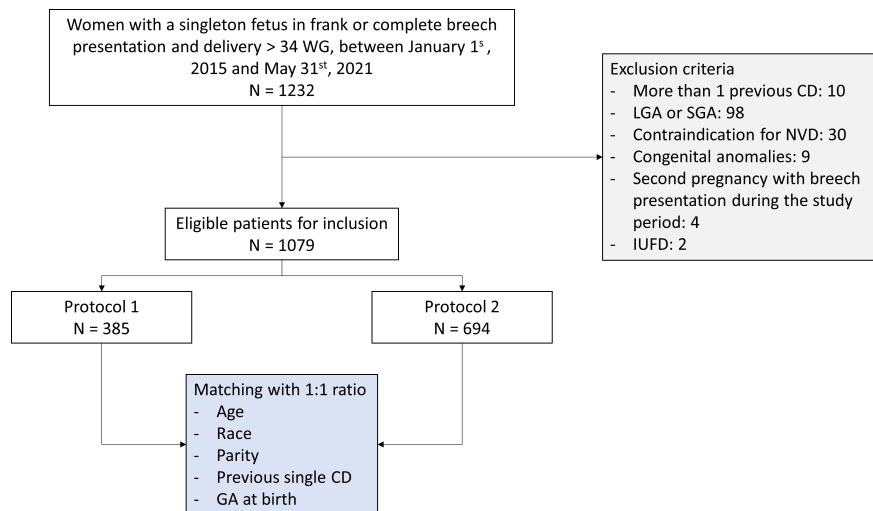 Women with a singleton fetus in frank or complete breech
presentation and delivery > 34 WG, between January 1s ,
2015 and May 31st, 2021
N = 1232
Exclusion criteria
- More than 1 previous CD: 10
- LGA or SGA: 98
- Contraindication for NVD: 30
- Congenital anomalies: 9
- Second pregnancy with breech
presentation during the study
period: 4
- IUFD: 2
Eligible patients for inclusion
N = 1079
Protocol 1
N = 385
Protocol 2
N = 694
Matching with 1:1 ratio
- Age
- Race
- Parity
- Previous single CD
- GA at birth